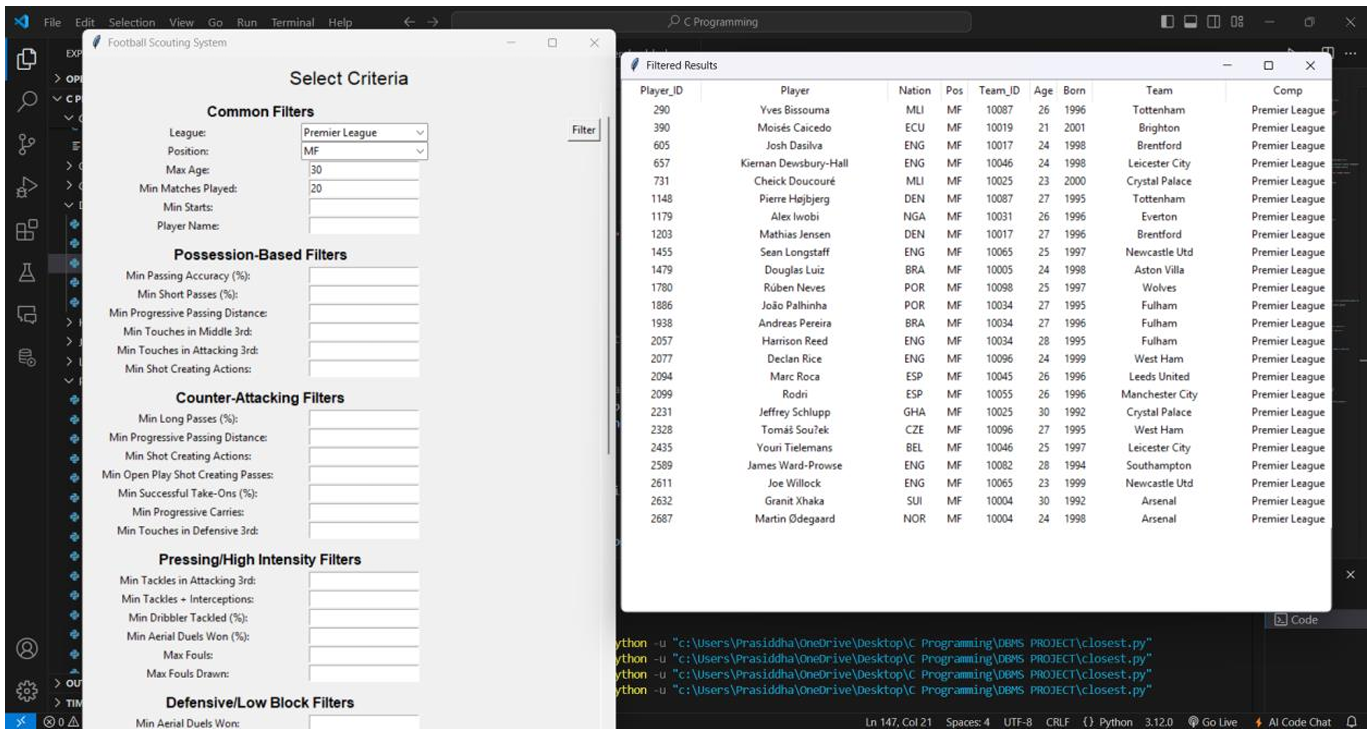 File Edit Selection View Go Run Terminal Help C Programming
Football Scouting System
Select Criteria
Common Filters
League: Premier League Filter
Position: MF
Max Age: 30
Min Matches Played: 20
Min Starts:
Player Name:
Possession-Based Filters
Min Passing Accuracy (%):
Min Short Passes (%):
Min Progressive Passing Distance:
Min Touches in Middle 3rd:
Min Touches in Attacking 3rd:
Min Shot Creating Actions:
Counter-Attacking Filters
Min Long Passes (%):
Min Progressive Passing Distance:
Min Shot Creating Actions:
Min Open Play Shot Creating Passes:
Min Successful Take-Ons (%):
Min Progressive Carries:
Min Touches in Defensive 3rd:
Pressing/High Intensity Filters
Min Tackles in Attacking 3rd:
Min Tackles + Interceptions:
Min Dribbler Tackled (%):
Min Aerial Duels Won (%):
Max Fouls:
Max Fouls Drawn:
Defensive/Low Block Filters
Min Aerial Duels Won:
Filtered Results
Player_ID Player Nation Pos Team_ID Age Born Team Comp
290 Yves Bissouma MLI MF 10087 26 1996 Tottenham Premier League
390 Moisés Caicedo ECU MF 10019 21 2001 Brighton Premier League
605 Josh Dasilva ENG MF 10017 24 1998 Brentford Premier League
657 Kiernan Dewsbury-Hall ENG MF 10046 24 1998 Leicester City Premier League
731 Cheick Doucouré MLI MF 10025 23 2000 Crystal Palace Premier League
1148 Pierre Højbjerg DEN MF 10087 27 1995 Tottenham Premier League
1179 Alex Iwobi NGA MF 10031 26 1996 Everton Premier League
1203 Mathias Jensen DEN MF 10017 27 1996 Brentford Premier League
1455 Sean Longstaff ENG MF 10065 25 1997 Newcastle Utd Premier League
1479 Douglas Luiz BRA MF 10005 24 1998 Aston Villa Premier League
1780 Rúben Neves POR MF 10098 25 1997 Wolves Premier League
1886 João Palhinha POR MF 10034 27 1995 Fulham Premier League
1938 Andreas Pereira BRA MF 10034 27 1996 Fulham Premier League
2057 Harrison Reed ENG MF 10034 28 1995 Fulham Premier League
2077 Declan Rice ENG MF 10096 24 1999 West Ham Premier League
2094 Marc Roca ESP MF 10045 26 1996 Leeds United Premier League
2099 Rodri ESP MF 10055 26 1996 Manchester City Premier League
2231 Jeffrey Schlupp GHA MF 10025 30 1992 Crystal Palace Premier League
2328 Tomáš Sou?ek CZE MF 10096 27 1995 West Ham Premier League
2435 Youri Tielemans BEL MF 10046 25 1997 Leicester City Premier League
2589 James Ward-Prowse ENG MF 10082 28 1994 Southampton Premier League
2611 Joe Willock ENG MF 10065 23 1999 Newcastle Utd Premier League
2632 Granit Xhaka SUI MF 10004 30 1992 Arsenal Premier League
2687 Martin Ødegaard NOR MF 10004 24 1998 Arsenal Premier League
Code
ython -u "c:\Users\Prasiddha\OneDrive\Desktop\C Programming\DBMS PROJECT\closest.py"
ython -u "c:\Users\Prasiddha\OneDrive\Desktop\C Programming\DBMS PROJECT\closest.py"
ython -u "c:\Users\Prasiddha\OneDrive\Desktop\C Programming\DBMS PROJECT\closest.py"
ython -u "c:\Users\Prasiddha\OneDrive\Desktop\C Programming\DBMS PROJECT\closest.py"
EXP
OPE
C P
OU
TIM
0
Ln 147, Col 21 Spaces: 4 UTF-8 CRLF {} Python 3.12.0 Go Live AI Code Chat